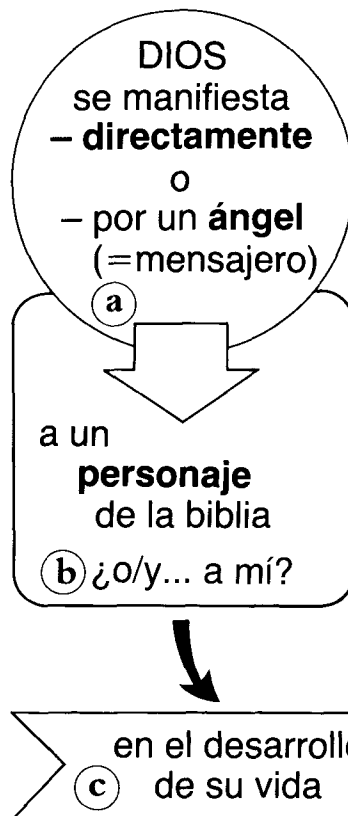 DIOS
se manifiesta
– directamente
o
– por un ángel
(=mensajero)
a
a un
personaje
de la biblia
b ¿o/y... a mí?
en el desarrollo
c de su vida